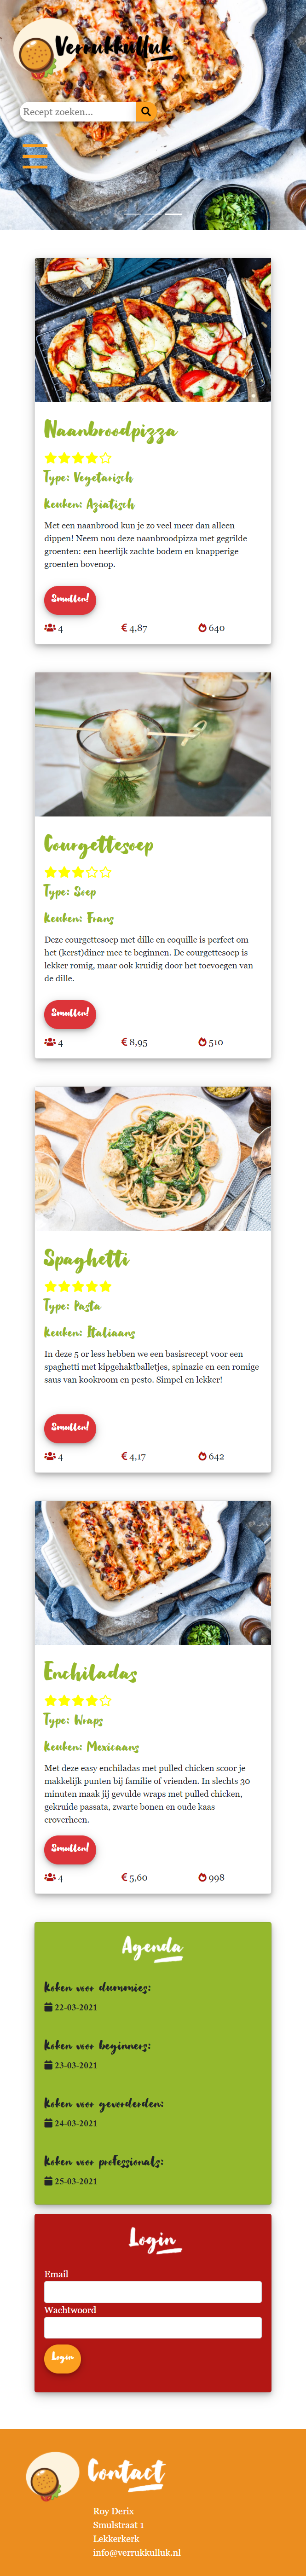 Verrukkulluk
Recept zoeken...
Naanbroodpizza
Type: Vegetarisch
Keuken: Aziatisch
Met een naanbrood kun je zo veel meer dan alleen
dippen! Neem nou deze naanbroodpizza met gegrilde
groenten: een heerlijk zachte bodem en knapperige
groenten bovenop.
Smullen!
4 € 4,87 640
Courgettesoep
Type: Soep
Keuken: Frans
Deze courgettesoep met dille en coquille is perfect om
het (kerst)diner mee te beginnen. De courgettesoep is
lekker romig, maar ook kruidig door het toevoegen van
de dille.
Smullen!
4 € 8,95 510
Spaghetti
Type: Pasta
Keuken: Italiaans
In deze 5 or less hebben we een basisrecept voor een
spaghetti met kipgehaktballetjes, spinazie en een romige
saus van kookroom en pesto. Simpel en lekker!
Smullen!
4 € 4,17 642
Enchiladas
Type: Wraps
Keuken: Mexicaans
Met deze easy enchiladas met pulled chicken scoor je
makkelijk punten bij familie of vrienden. In slechts 30
minuten maak jij gevulde wraps met pulled chicken,
gekruide passata, zwarte bonen en oude kaas
eroverheen.
Smullen!
4 € 5,60 998
Agenda
Koken voor dummies:
22-03-2021
Koken voor beginners:
23-03-2021
Koken voor gevorderden:
24-03-2021
Koken voor professionals:
25-03-2021
Login
Email
Wachtwoord
Login
Contact
Roy Derix
Smulstraat 1
Lekkerkerk
info@verrukkulluk.nl